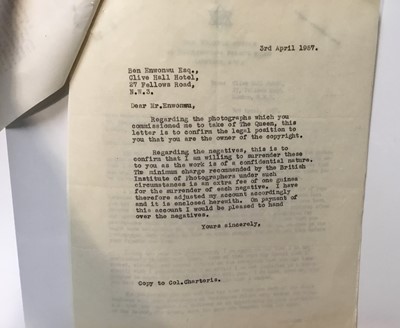 3rd April 1957.
Ben Enwonwu Esq.,
Clive Hall Hotel,
27 Fellows Road,
N.W.3.
Dear Mr.Enwonwu,
Regarding the photographs which you
commissioned me to take of The Queen, this
letter is to confirm the legal position to
you that you are the owner of the copyright.
Regarding the negatives, this is to
confirm that I am willing to surrender these
to you as the work is of a confidential nature.
The minimum charge recommended by the British
Institute of Photographers under such
circumstances is an extra fee of one guinea
for the surrender of each negative. I have
therefore adjusted my account accordingly
and it is enclosed herewith. On payment of
this account I would be pleased to hand
over the negatives.
Yours sincerely,
Copy to Col.Charteris.